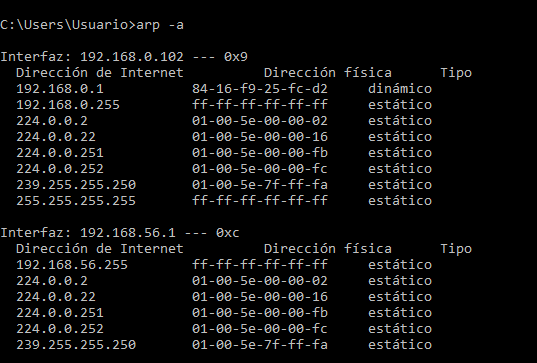 C:\Users\Usuario>arp -a
Interfaz: 192.168.0.102 --- 0x9
Dirección de Internet Dirección física Tipo
192.168.0.1 84-16-f9-25-fc-d2 dinámico
192.168.0.255 ff-ff-ff-ff-ff-ff estático
224.0.0.2 01-00-5e-00-00-02 estático
224.0.0.22 01-00-5e-00-00-16 estático
224.0.0.251 01-00-5e-00-00-fb estático
224.0.0.252 01-00-5e-00-00-fc estático
239.255.255.250 01-00-5e-7f-ff-fa estático
255.255.255.255 ff-ff-ff-ff-ff-ff estático
Interfaz: 192.168.56.1 --- 0xc
Dirección de Internet Dirección física Tipo
192.168.56.255 ff-ff-ff-ff-ff-ff estático
224.0.0.2 01-00-5e-00-00-02 estático
224.0.0.22 01-00-5e-00-00-16 estático
224.0.0.251 01-00-5e-00-00-fb estático
224.0.0.252 01-00-5e-00-00-fc estático
239.255.255.250 01-00-5e-7f-ff-fa estático